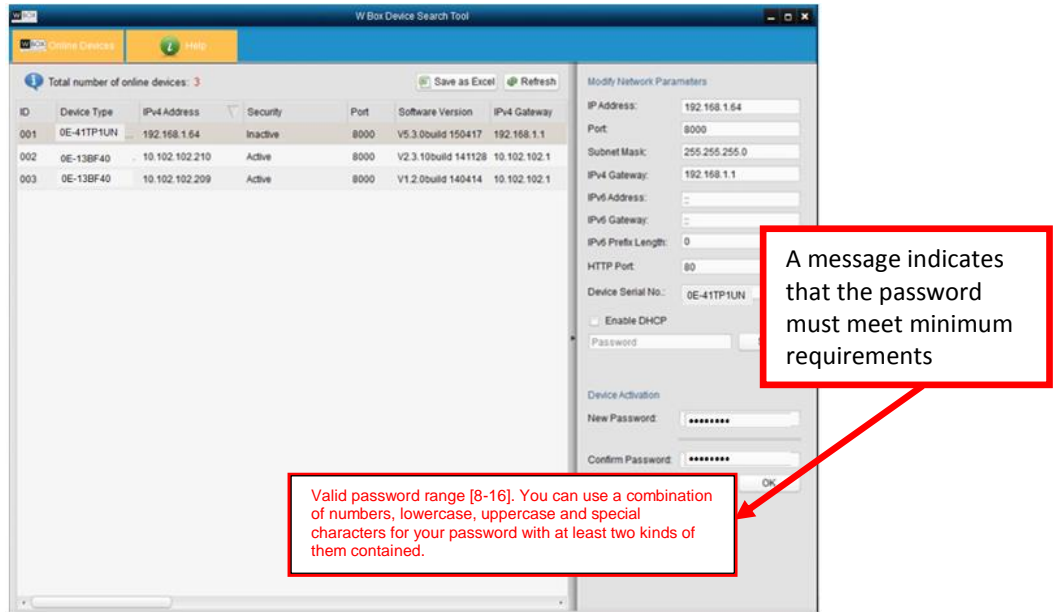 W BOX
W Box Device Search Tool
W BOX Online Devices
Help
Total number of online devices: 3
Save as Excel Refresh
ID Device Type IPv4 Address Security Port Software Version IPv4 Gateway
001 0E-41TP1UN 192.168.1.64 Inactive 8000 V5.3.0build 150417 192.168.1.1
002 0E-13BF40 10.102.102.210 Active 8000 V2.3.10build 141128 10.102.102.1
003 0E-13BF40 10.102.102.209 Active 8000 V1.2.0build 140414 10.102.102.1
Modify Network Parameters
IP Address: 192.168.1.64
Port: 8000
Subnet Mask: 255.255.255.0
IPv4 Gateway: 192.168.1.1
IPv6 Address: ::
IPv6 Gateway: ::
IPv6 Prefix Length: 0
HTTP Port: 80
Device Serial No.: 0E-41TP1UN
Enable DHCP
Password
Device Activation
New Password: ••••••••
Confirm Password: ••••••••
OK
A message indicates
that the password
must meet minimum
requirements
Valid password range [8-16]. You can use a combination
of numbers, lowercase, uppercase and special
characters for your password with at least two kinds of
them contained.